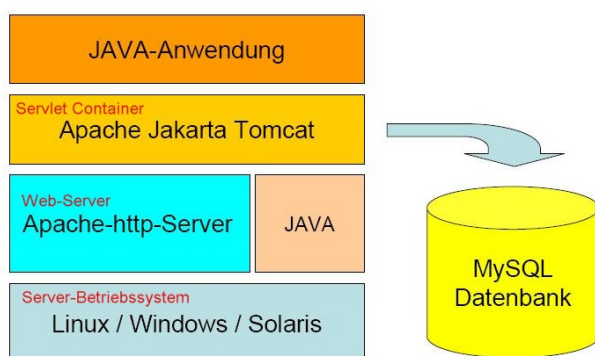 JAVA-Anwendung
Servlet Container
Apache Jakarta Tomcat
Web-Server
Apache-http-Server
JAVA
Server-Betriebssystem
Linux / Windows / Solaris
MySQL
Datenbank